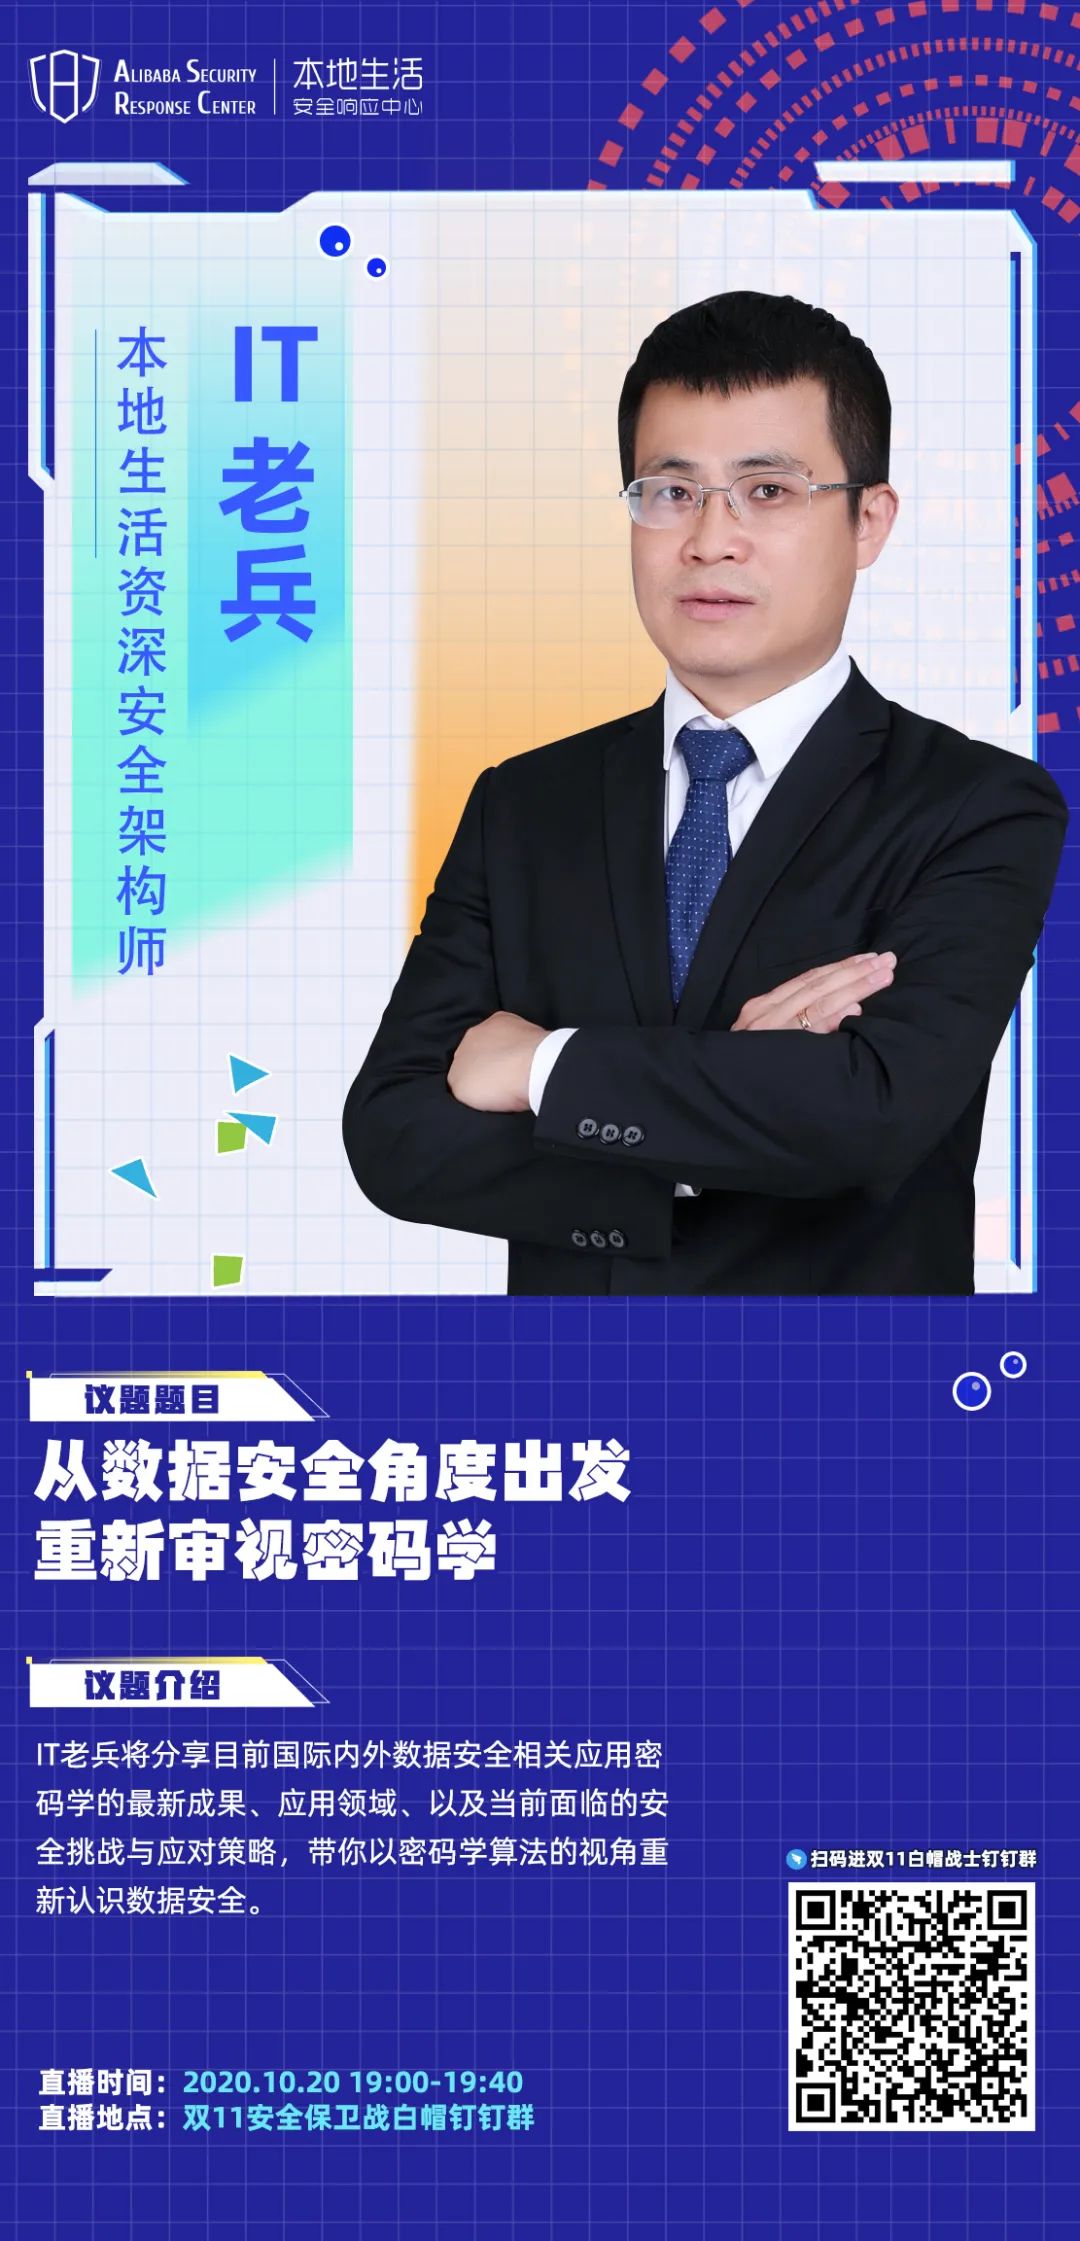 ALIBABA SECURITY
RESPONSE CENTER
本地生活
安全响应中心
IT老兵
本地生活资深安全架构师
议题题目
从数据安全角度出发
重新审视密码学
议题介绍
IT老兵将分享目前国际内外数据安全相关应用密
码学的最新成果、应用领域、以及当前面临的安
全挑战与应对策略，带你以密码学算法的视角重
新认识数据安全。
扫码进双11白帽战士钉钉群
直播时间：2020.10.20 19:00-19:40
直播地点：双11安全保卫战白帽钉钉群